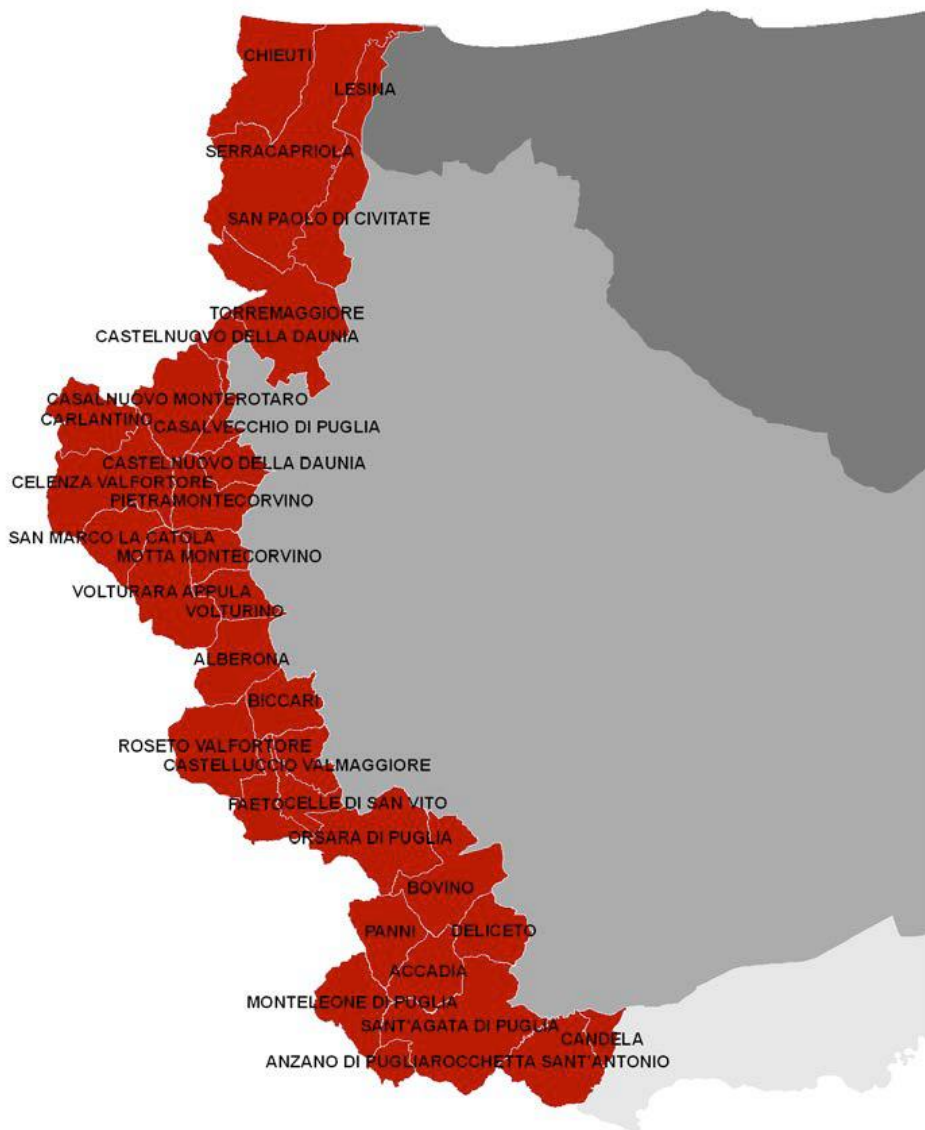 CHIEUTI
LESINA
SERRACAPRIOLA
SAN PAOLO DI CIVITATE
TORREMAGGIORE
CASTELNUOVO DELLA DAUNIA
CASALNUOVO MONTEROTARO
CARLANTINO
CASALVECCHIO DI PUGLIA
CASTELNUOVO DELLA DAUNIA
CELENZA VALFORTORE
PIETRAMONTECORVINO
SAN MARCO LA CATOLA
MOTTA MONTECORVINO
VOLTURARA APPULA
VOLTURINO
ALBERONA
BICCARI
ROSETO VALFORTORE
CASTELLUCCIO VALMAGGIORE
FAETO
CELLE DI SAN VITO
ORSARA DI PUGLIA
BOVINO
PANNI
DELICETO
ACCADIA
MONTELEONE DI PUGLIA
SANT'AGATA DI PUGLIA
CANDELA
ANZANO DI PUGLIA
ROCCHETTA SANT'ANTONIO